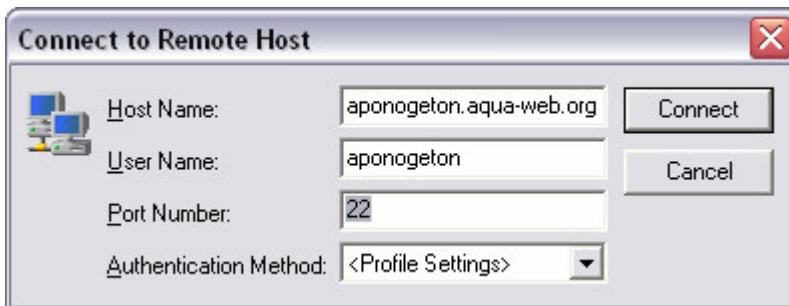 Connect to Remote Host
Host Name: aponogeton.aqua-web.org Connect
User Name: aponogeton Cancel
Port Number: 22
Authentication Method: <Profile Settings>